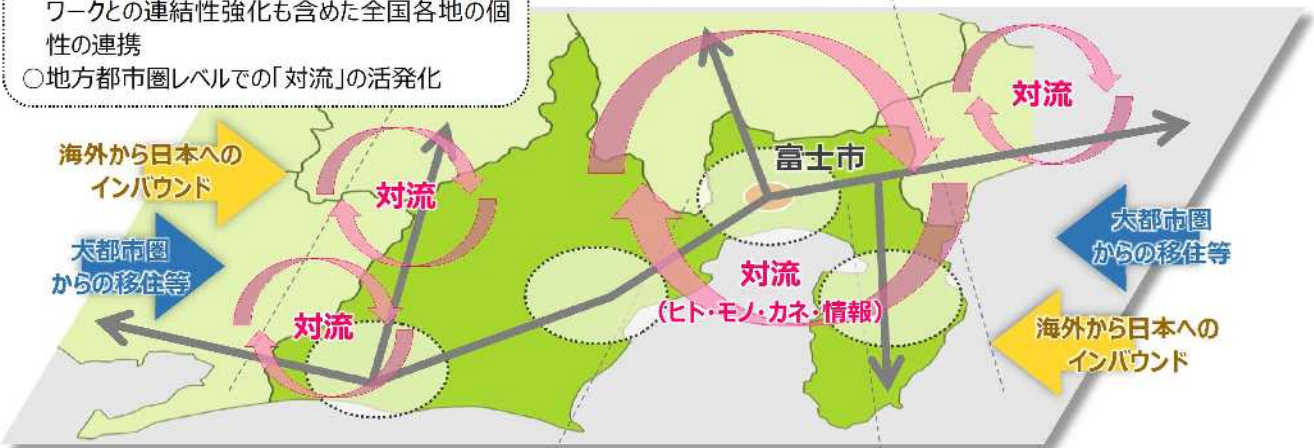 ワークとの連結性強化も含めた全国各地の個
性の連携
○地方都市圏レベルでの「対流」の活発化
対流
海外から日本への
インバウンド
富士市
対流
大都市圏
からの移住等
大都市圏
からの移住等
対流
(ヒト・モノ・カネ・情報)
対流
海外から日本への
インバウンド